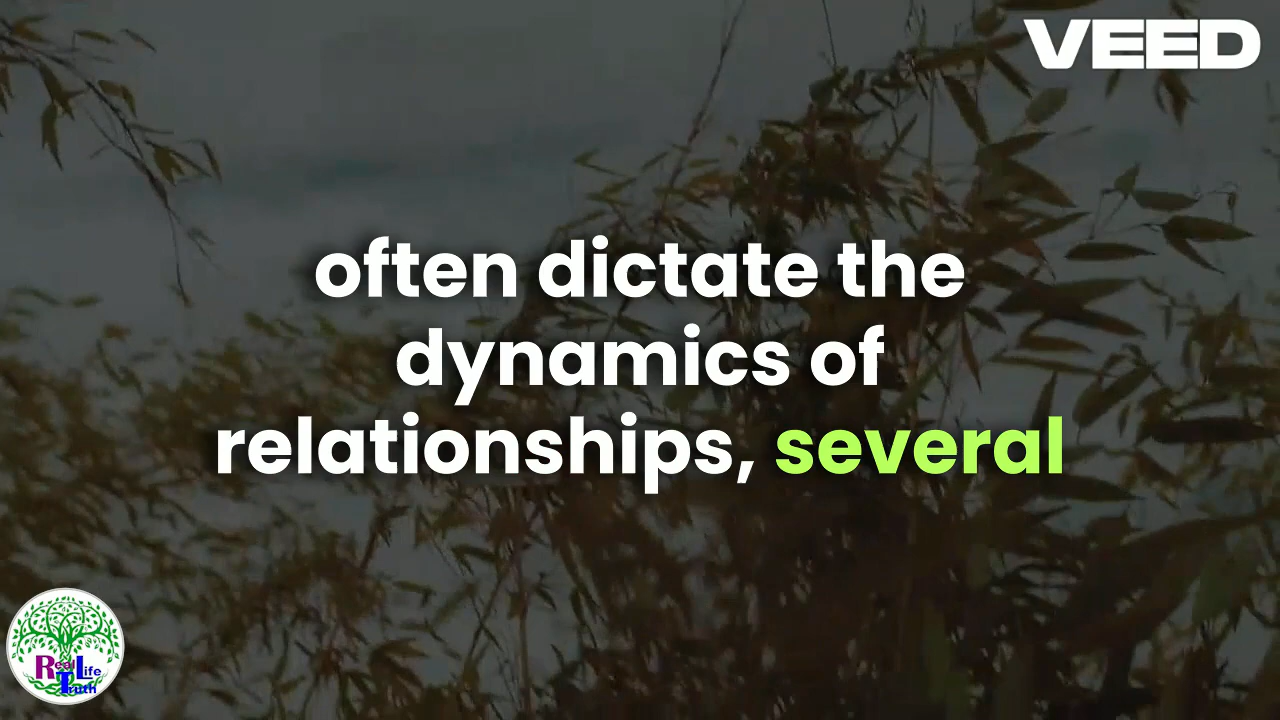 VEED
often dictate the
dynamics of
relationships, several
Real Life
Truth